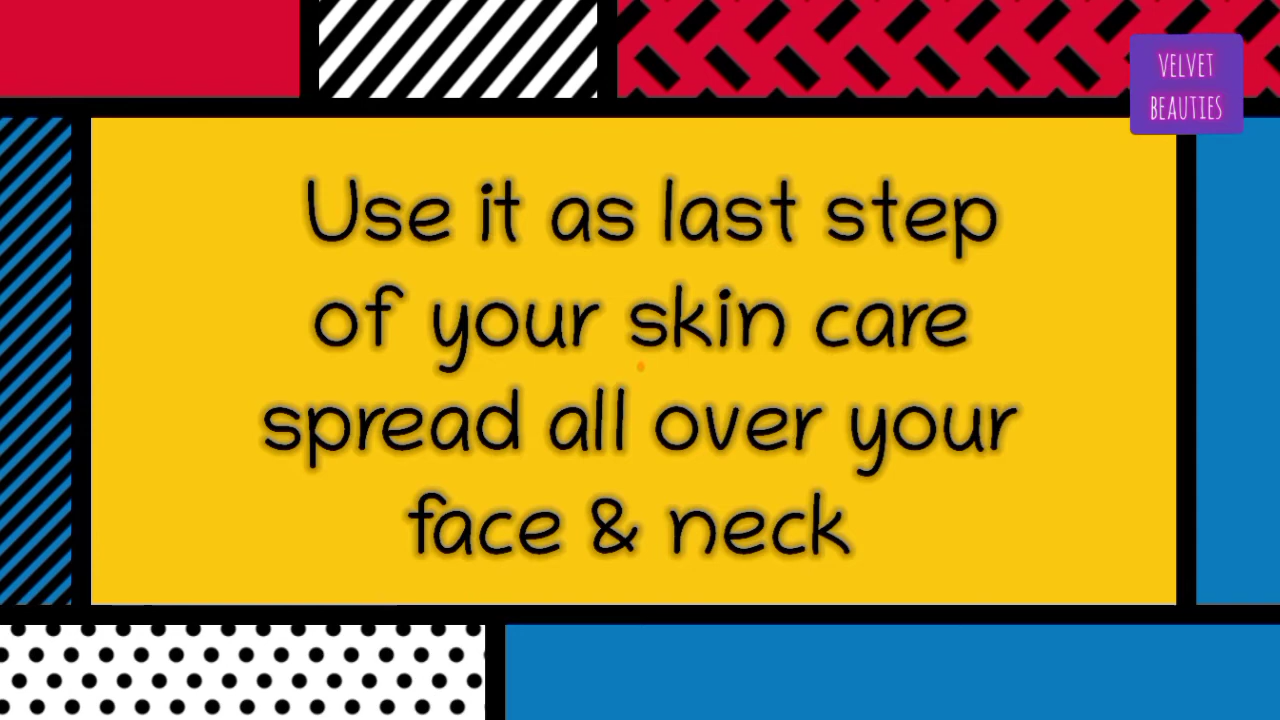 VELVET
BEAUTIES
Use it as last step
of your skin care
spread all over your
face & neck